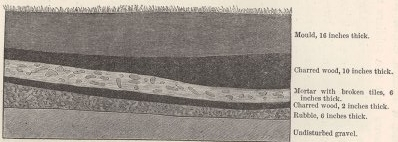 Mould, 16 inches thick.
Charred wood, 10 inches thick.
Mortar with broken tiles, 6
inches thick.
Charred wood, 2 inches thick.
Rubble, 6 inches thick.
Undisturbed gravel.